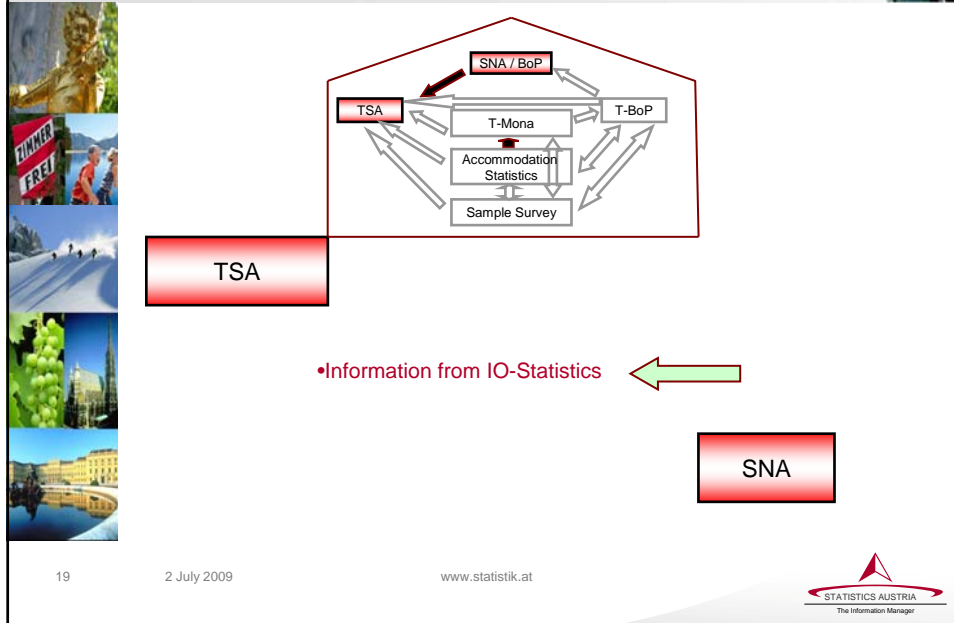 SNA / BoP
TSA
T-BoP
T-Mona
Accommodation
Statistics
Sample Survey
ZIMMER
FREI
TSA
•Information from IO-Statistics
SNA
19
2 July 2009
www.statistik.at
STATISTICS AUSTRIA
The Information Manager